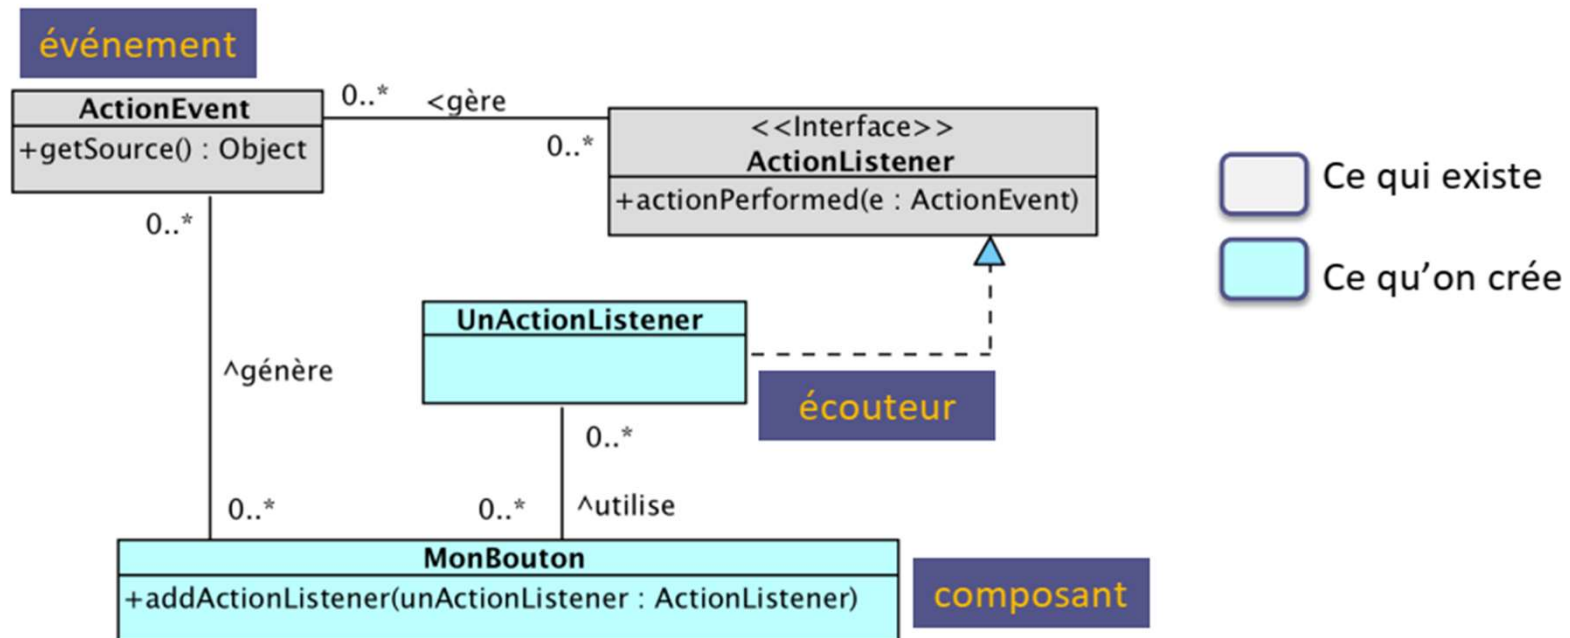 événement
ActionEvent
+getSource() : Object
0..*
<gère
0..*
<<Interface>>
ActionListener
+actionPerformed(e : ActionEvent)
Ce qui existe
Ce qu’on crée
0..*
UnActionListener
^génère
écouteur
0..*
0..*
0..*
^utilise
MonBouton
+addActionListener(unActionListener : ActionListener)
composant